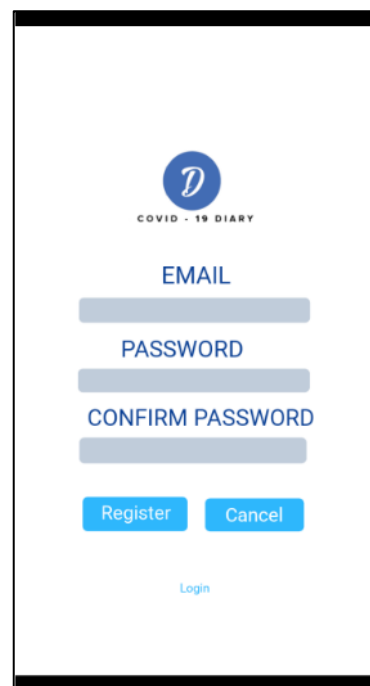 D
COVID - 19 DIARY
EMAIL
PASSWORD
CONFIRM PASSWORD
Register Cancel
Login